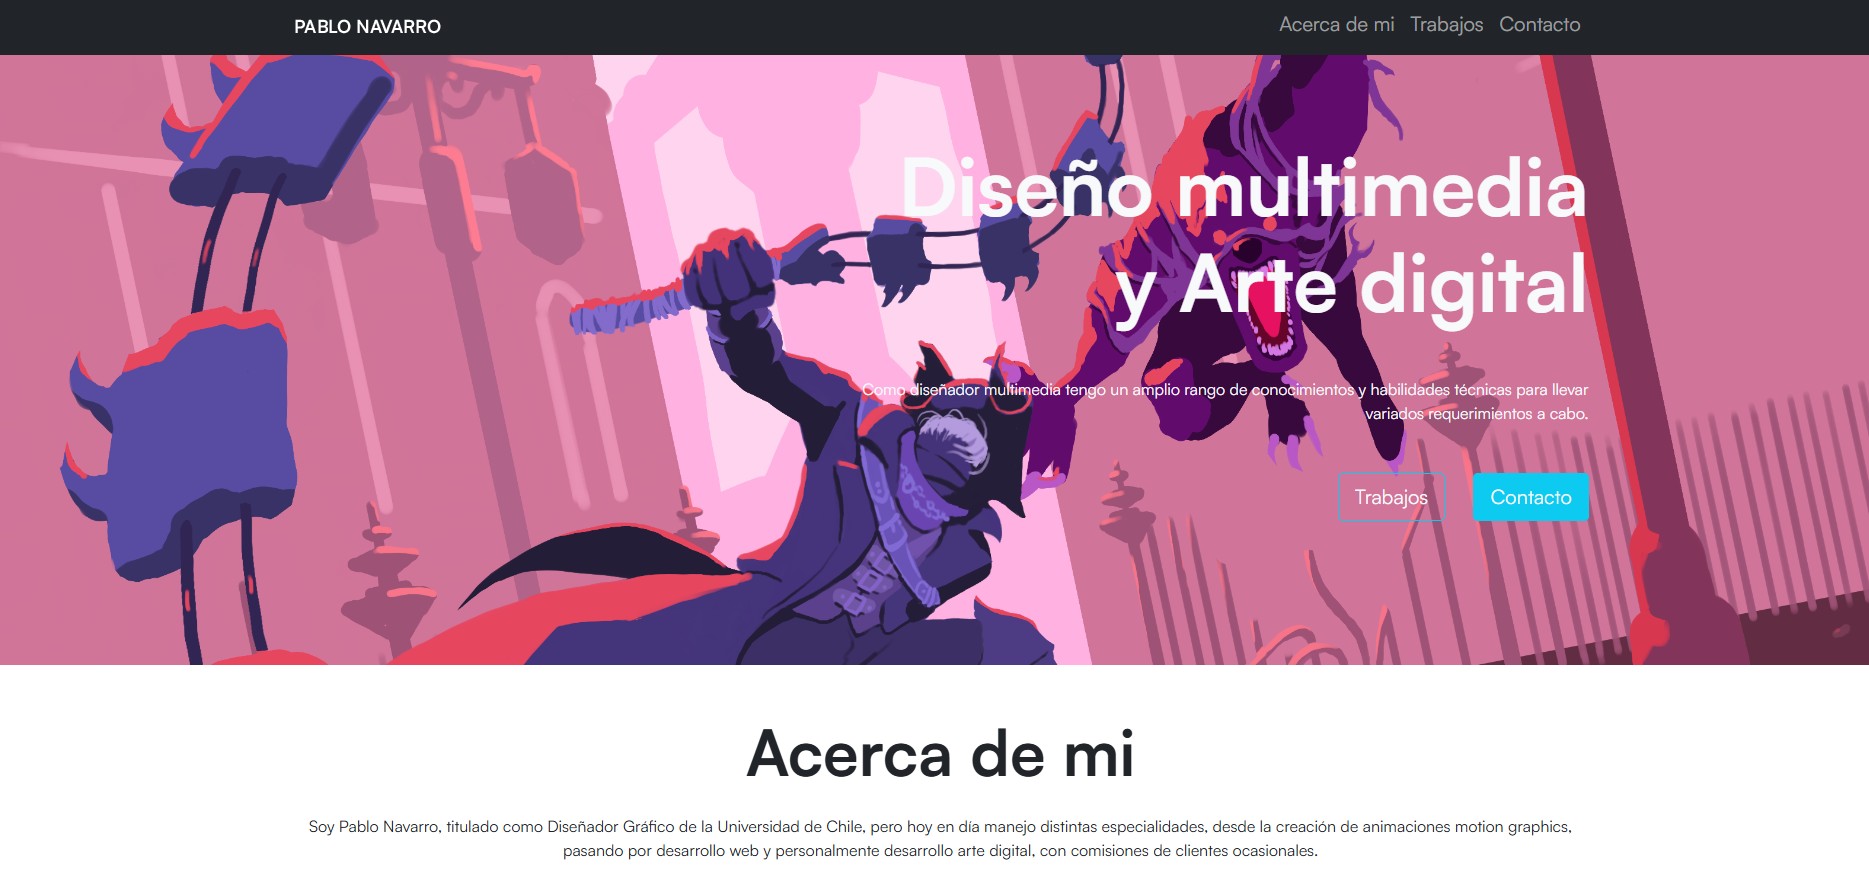 PABLO NAVARRO
Acerca de mi Trabajos Contacto
Diseño multimedia
y Arte digital
Como diseñador multimedia tengo un amplio rango de conocimientos y habilidades técnicas para llevar
variados requerimientos a cabo.
Trabajos Contacto
Acerca de mi
Soy Pablo Navarro, titulado como Diseñador Gráfico de la Universidad de Chile, pero hoy en día manejo distintas especialidades, desde la creación de animaciones motion graphics,
pasando por desarrollo web y personalmente desarrollo arte digital, con comisiones de clientes ocasionales.